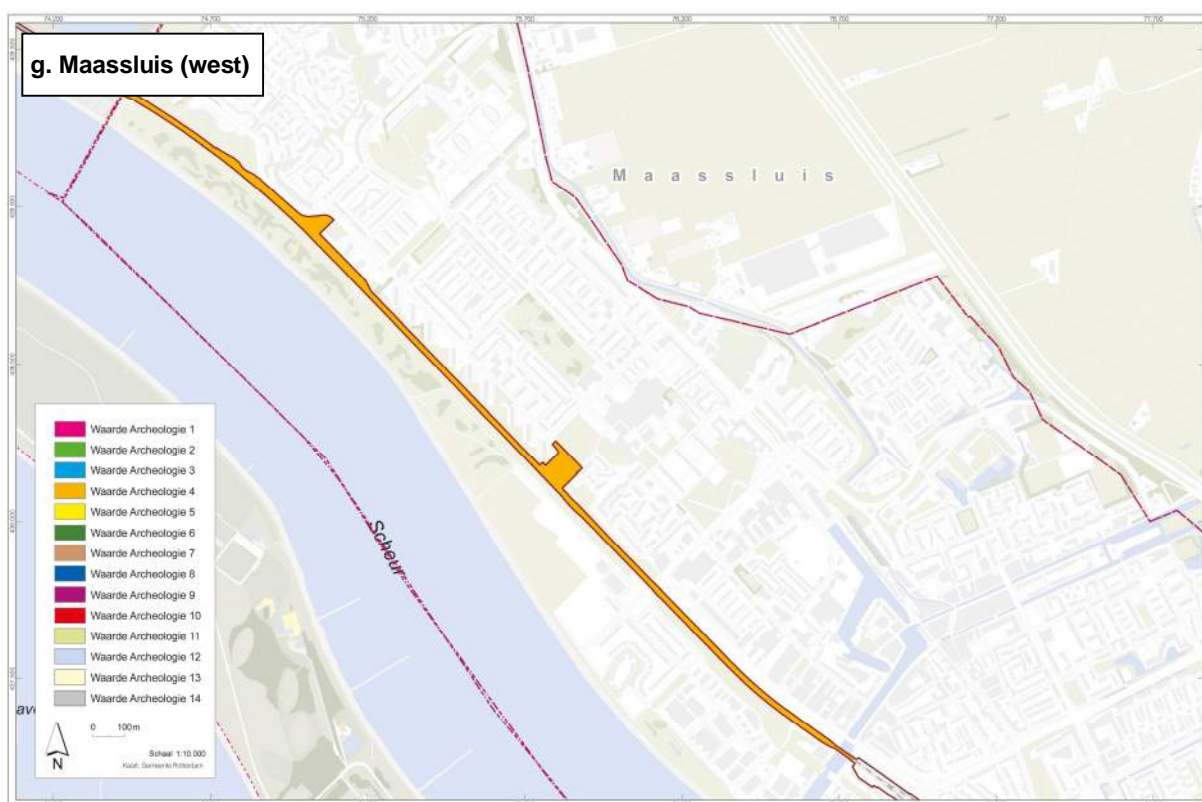 74,200 74,700 75,200 75,700 76,200 76,700 77,200 77,700
g. Maassluis (west)
Maassluis
Scheur
Waarde Archeologie 1
Waarde Archeologie 2
Waarde Archeologie 3
Waarde Archeologie 4
Waarde Archeologie 5
Waarde Archeologie 6
Waarde Archeologie 7
Waarde Archeologie 8
Waarde Archeologie 9
Waarde Archeologie 10
Waarde Archeologie 11
Waarde Archeologie 12
Waarde Archeologie 13
Waarde Archeologie 14
ave
0 100m
N
Schaal 1:10.000
Kaart: Gemeente Rotterdam